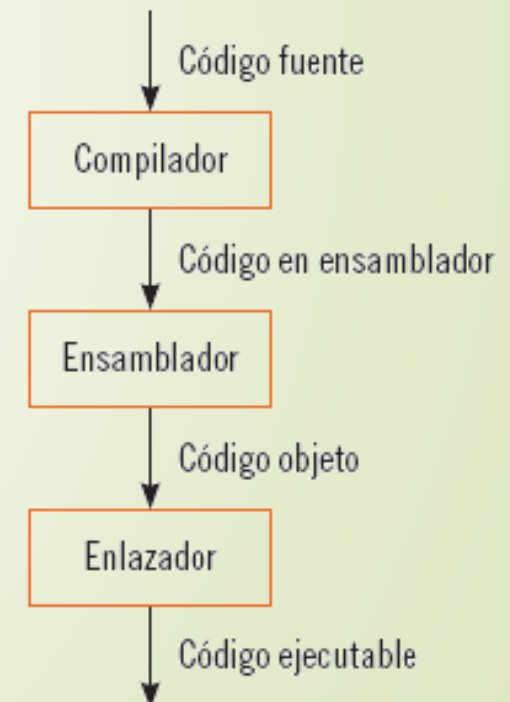 Código fuente
Compilador
Código en ensamblador
Ensamblador
Código objeto
Enlazador
Código ejecutable